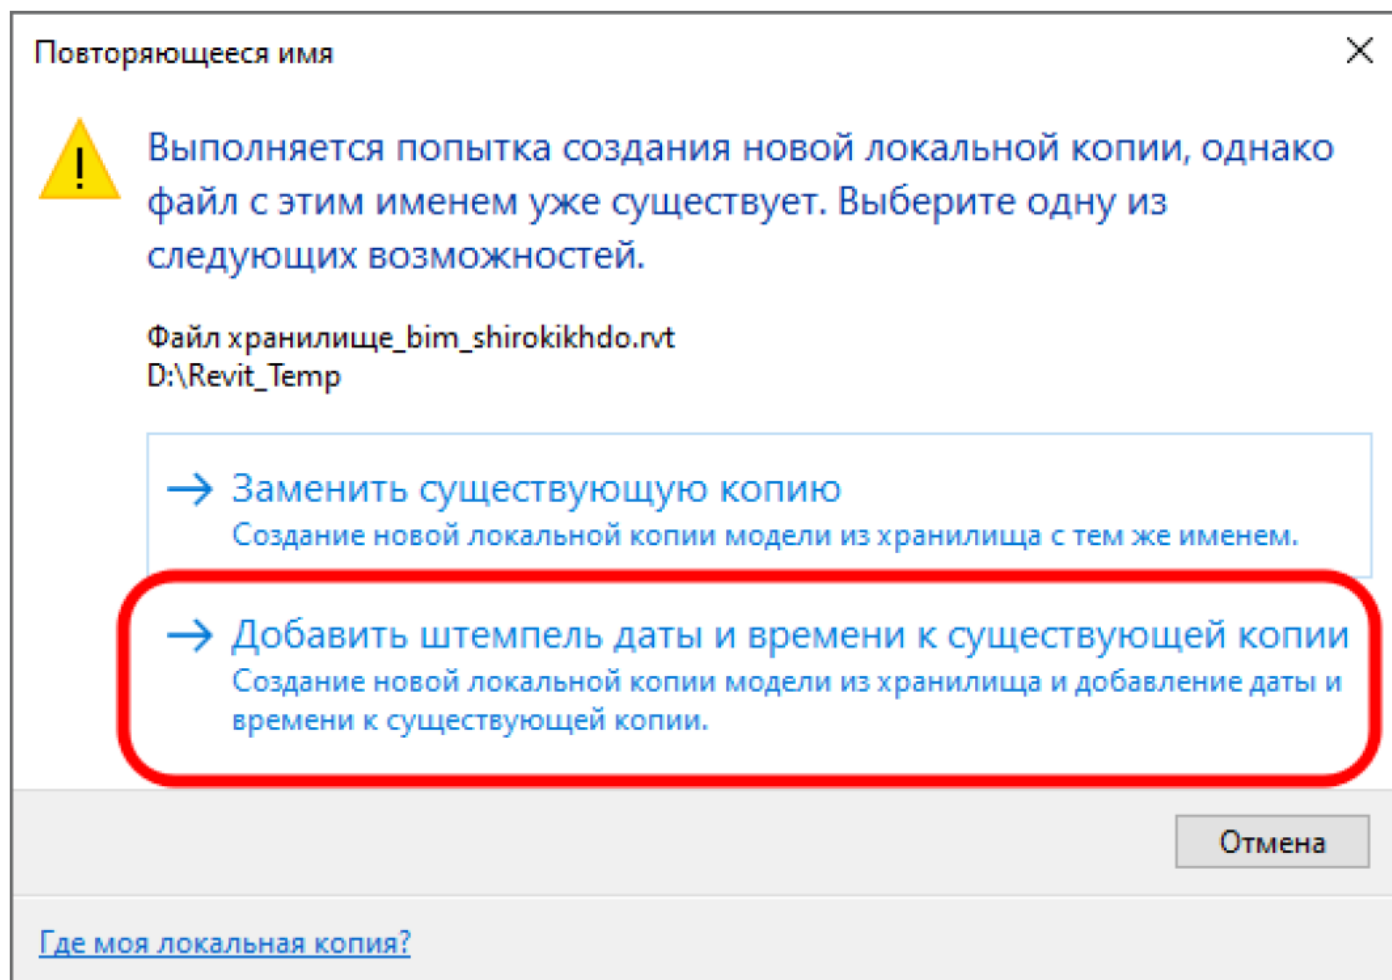 Повторяющееся имя
Выполняется попытка создания новой локальной копии, однако
файл с этим именем уже существует. Выберите одну из
следующих возможностей.
Файл хранилище_bim_shirokikhdo.rvt
D:\Revit_Temp
→ Заменить существующую копию
Создание новой локальной копии модели из хранилища с тем же именем.
→ Добавить штемпель даты и времени к существующей копии
Создание новой локальной копии модели из хранилища и добавление даты и
времени к существующей копии.
Отмена
Где моя локальная копия?